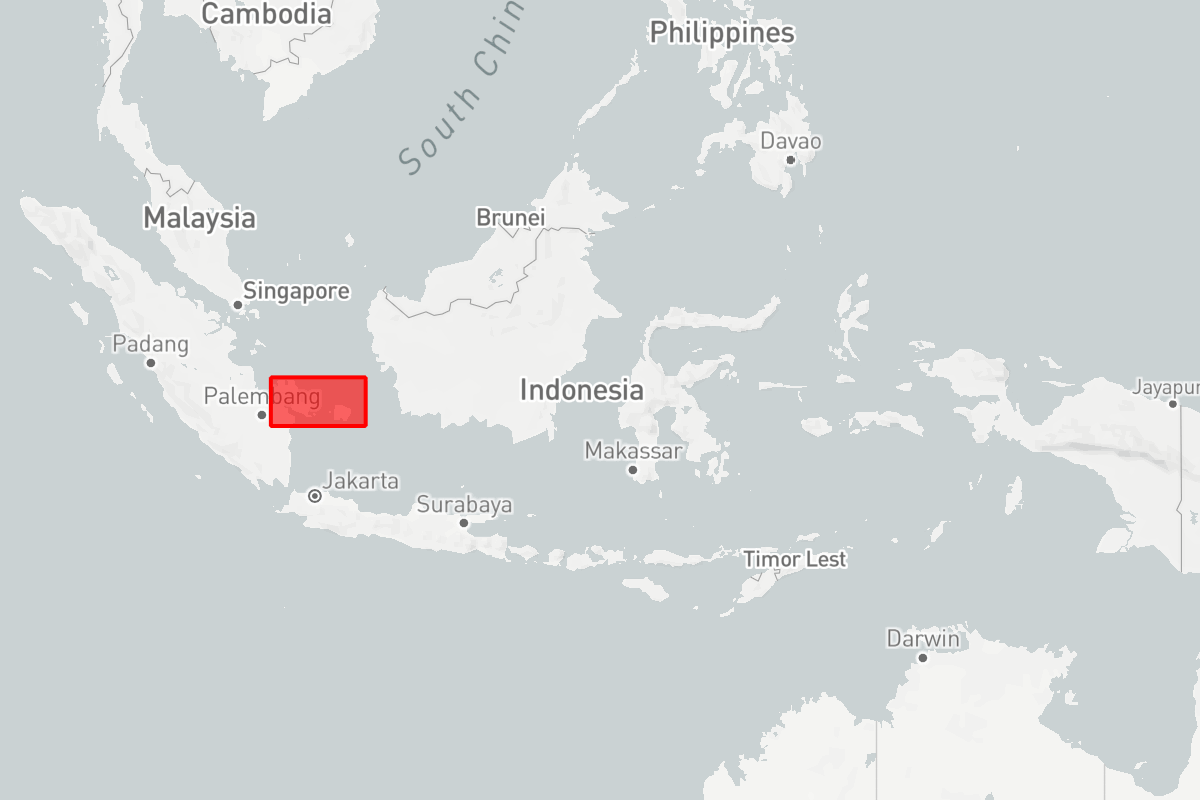 Cambodia
South Chin
Philippines
Davao
Malaysia
Brunei
Singapore
Padang
Palembang
Indonesia
Jayapur
Makassar
Jakarta
Surabaya
Timor Lest
Darwin